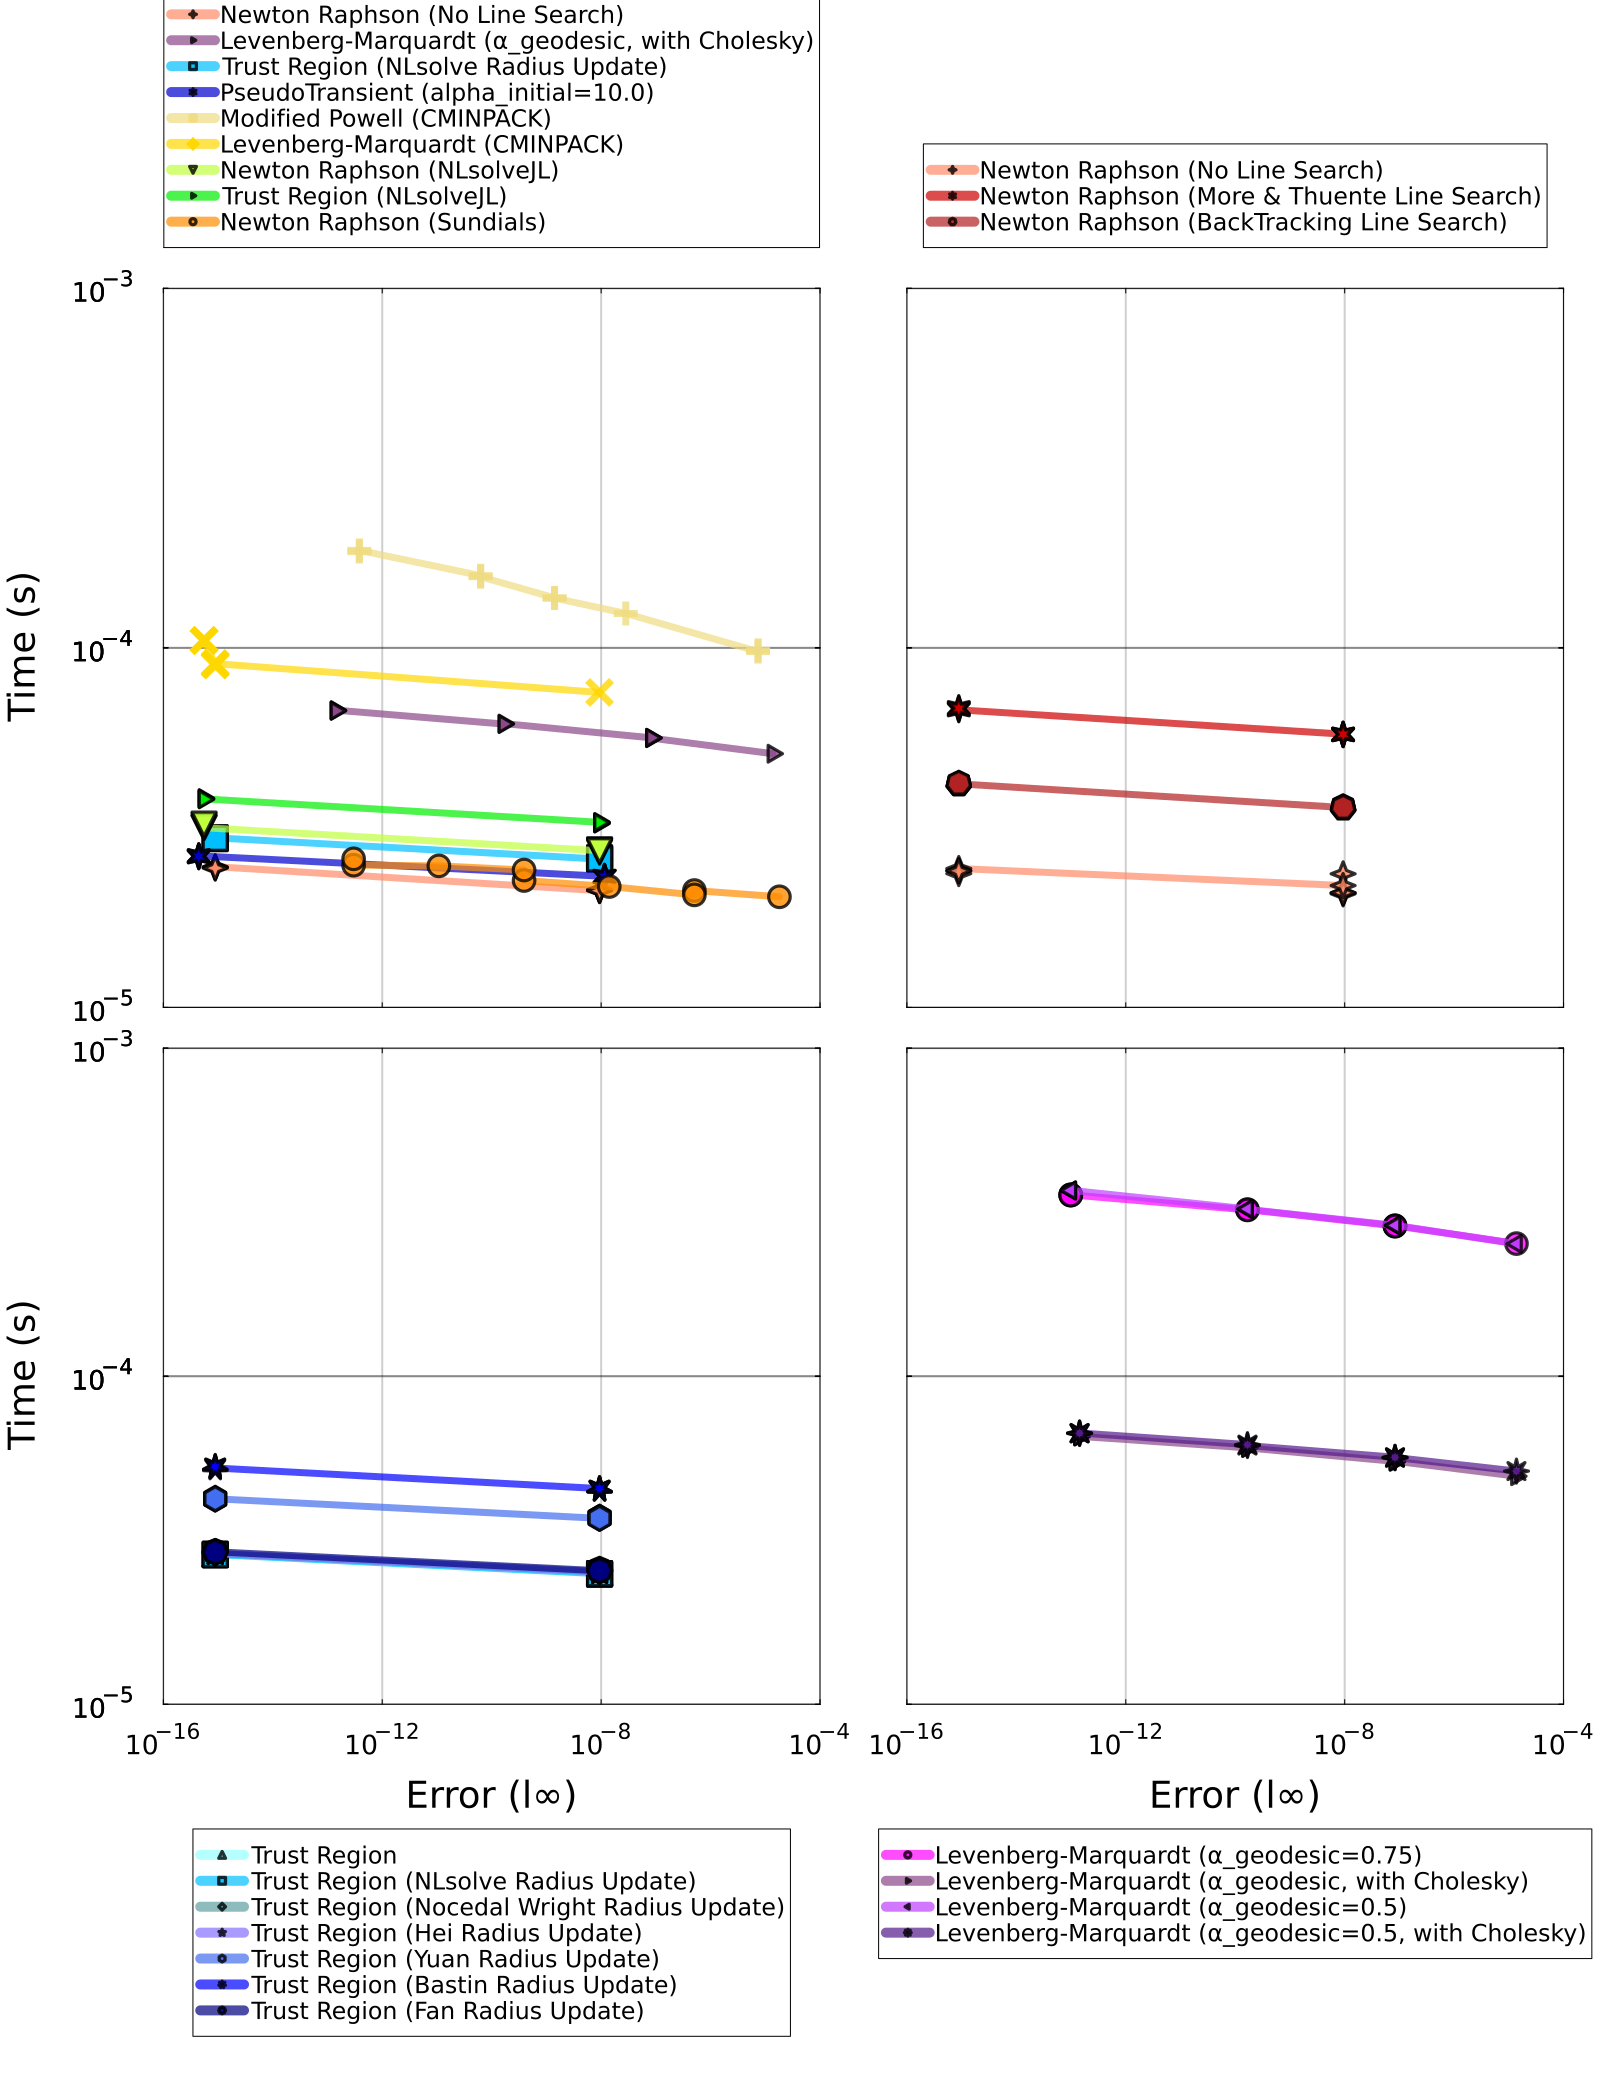 Newton Raphson (No Line Search)
Levenberg-Marquardt (α_geodesic, with Cholesky)
Trust Region (NLsolve Radius Update)
PseudoTransient (alpha_initial=10.0)
Modified Powell (CMINPACK)
Levenberg-Marquardt (CMINPACK)
Newton Raphson (NLsolveJL)
Trust Region (NLsolveJL)
Newton Raphson (Sundials)
Newton Raphson (No Line Search)
Newton Raphson (More & Thuente Line Search)
Newton Raphson (BackTracking Line Search)
10⁻³
10⁻⁴
10⁻⁵
Time (s)
10⁻³
10⁻⁴
10⁻⁵
Time (s)
10⁻¹⁶ 10⁻¹² 10⁻⁸ 10⁻⁴
Error (l∞)
10⁻¹⁶ 10⁻¹² 10⁻⁸ 10⁻⁴
Error (l∞)
Trust Region
Trust Region (NLsolve Radius Update)
Trust Region (Nocedal Wright Radius Update)
Trust Region (Hei Radius Update)
Trust Region (Yuan Radius Update)
Trust Region (Bastin Radius Update)
Trust Region (Fan Radius Update)
Levenberg-Marquardt (α_geodesic=0.75)
Levenberg-Marquardt (α_geodesic, with Cholesky)
Levenberg-Marquardt (α_geodesic=0.5)
Levenberg-Marquardt (α_geodesic=0.5, with Cholesky)